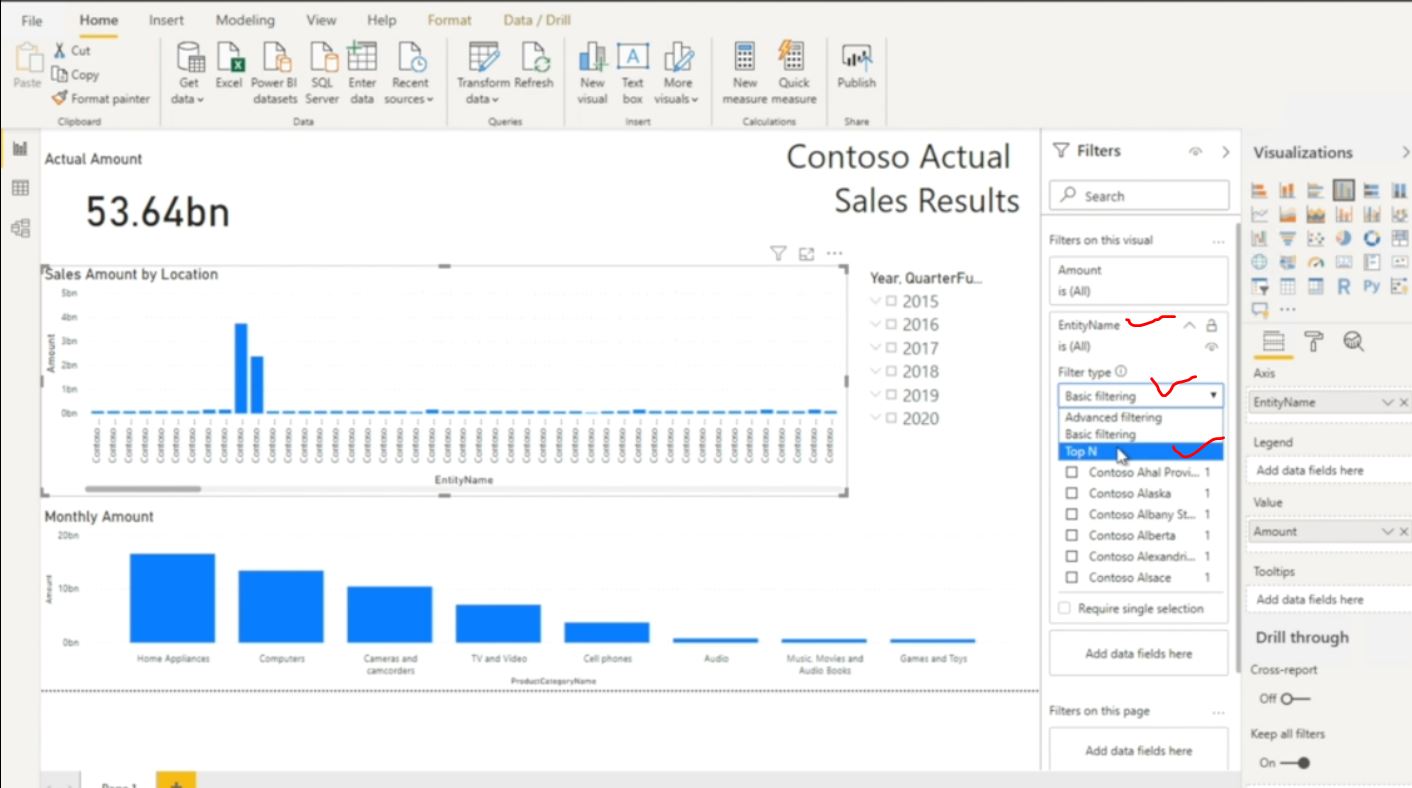 File Home Insert Modeling View Help Format Data / Drill
Paste
Cut
Copy
Format painter
Clipboard
Get data
Excel
Power BI datasets
SQL Server
Enter data
Recent sources
Data
Transform data
Refresh
Queries
New visual
Text box
More visuals
Insert
New measure
Quick measure
Calculations
Publish
Share
Actual Amount
53.64bn
Contoso Actual
Sales Results
Sales Amount by Location
5bn
4bn
3bn
2bn
1bn
0bn
Amount
Contoso ... Contoso ... Contoso ... Contoso ... Contoso ... Contoso ... Contoso ... Contoso ... Contoso ... Contoso ... Contoso ... Contoso ... Contoso ... Contoso ... Contoso ... Contoso ... Contoso ... Contoso ... Contoso ... Contoso ... Contoso ... Contoso ... Contoso ... Contoso ... Contoso ... Contoso ... Contoso ... Contoso ... Contoso ... Contoso ... Contoso ... Contoso ... Contoso ... Contoso ... Contoso ... Contoso ... Contoso ... Contoso ... Contoso ... Contoso ... Contoso ... Contoso ... Contoso ... Contoso ... Contoso ... Contoso ... Contoso ...
EntityName
Year, QuarterFu...
2015
2016
2017
2018
2019
2020
Monthly Amount
20bn
10bn
0bn
Amount
Home Appliances
Computers
Cameras and camcorders
TV and Video
Cell phones
Audio
Music, Movies and Audio Books
Games and Toys
ProductCategoryName
Page 1
Filters
Search
Filters on this visual ...
Amount
is (All)
EntityName
is (All)
Filter type
Basic filtering
Advanced filtering
Basic filtering
Top N
Contoso Ahal Provi... 1
Contoso Alaska 1
Contoso Albany St... 1
Contoso Alberta 1
Contoso Alexandri... 1
Contoso Alsace 1
Require single selection
Add data fields here
Filters on this page ...
Add data fields here
Visualizations
R Py
...
Axis
EntityName
Legend
Add data fields here
Value
Amount
Tooltips
Add data fields here
Drill through
Cross-report
Off
Keep all filters
On